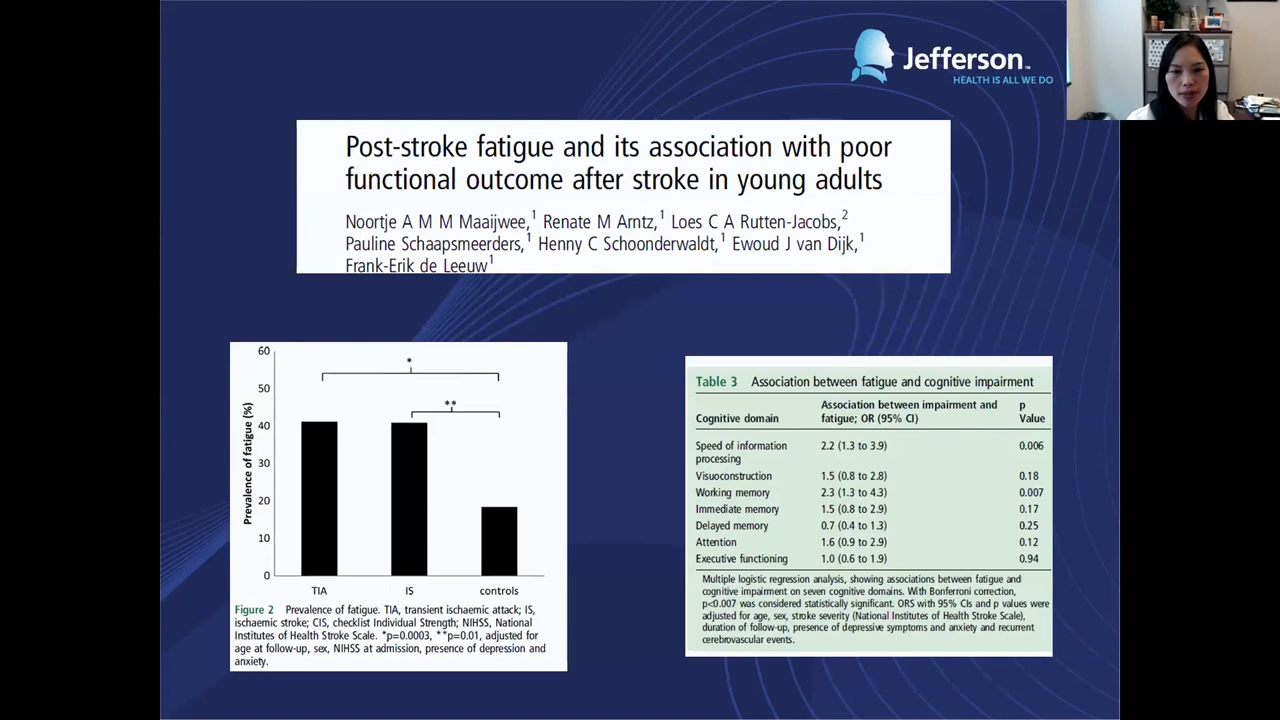 Jefferson™
HEALTH IS ALL WE DO
Post-stroke fatigue and its association with poor
functional outcome after stroke in young adults
Noortje A M M Maaijwee,1 Renate M Arntz,1 Loes C A Rutten-Jacobs,2
Pauline Schaapsmeerders,1 Henny C Schoonderwaldt,1 Ewoud J van Dijk,1
Frank-Erik de Leeuw1
Prevalence of fatigue (%)
60
50
40
30
20
10
0
*
**
TIA IS controls
Figure 2 Prevalence of fatigue. TIA, transient ischaemic attack; IS,
ischaemic stroke; CIS, checklist Individual Strength; NIHSS, National
Institutes of Health Stroke Scale. *p=0.0003, **p=0.01, adjusted for
age at follow-up, sex, NIHSS at admission, presence of depression and
anxiety.
Table 3 Association between fatigue and cognitive impairment
Association between impairment and p
Cognitive domain fatigue; OR (95% CI) Value
Speed of information 2.2 (1.3 to 3.9) 0.006
processing
Visuoconstruction 1.5 (0.8 to 2.8) 0.18
Working memory 2.3 (1.3 to 4.3) 0.007
Immediate memory 1.5 (0.8 to 2.9) 0.17
Delayed memory 0.7 (0.4 to 1.3) 0.25
Attention 1.6 (0.9 to 2.9) 0.12
Executive functioning 1.0 (0.6 to 1.9) 0.94
Multiple logistic regression analysis, showing associations between fatigue and
cognitive impairment on seven cognitive domains. With Bonferroni correction,
p<0.007 was considered statistically significant. ORS with 95% CIs and p values were
adjusted for age, sex, stroke severity (National Institutes of Health Stroke Scale),
duration of follow-up, presence of depressive symptoms and anxiety and recurrent
cerebrovascular events.